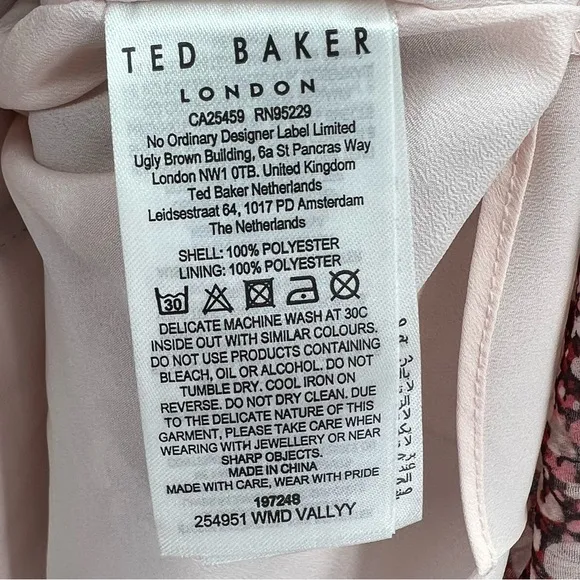 TED BAKER
LONDON
CA25459 RN95229
No Ordinary Designer Label Limited
Ugly Brown Building, 6a St Pancras Way
London NW1 0TB. United Kingdom
Ted Baker Netherlands
Leidsestraat 64, 1017 PD Amsterdam
The Netherlands
SHELL: 100% POLYESTER
LINING: 100% POLYESTER
30
DELICATE MACHINE WASH AT 30C
INSIDE OUT WITH SIMILAR COLOURS.
DO NOT USE PRODUCTS CONTAINING
BLEACH, OIL OR ALCOHOL. DO NOT
TUMBLE DRY. COOL IRON ON
REVERSE. DO NOT DRY CLEAN. DUE
TO THE DELICATE NATURE OF THIS
GARMENT, PLEASE TAKE CARE WHEN
WEARING WITH JEWELLERY OR NEAR
SHARP OBJECTS.
MADE IN CHINA
MADE WITH CARE, WEAR WITH PRIDE
197248
254951 WMD VALLYY